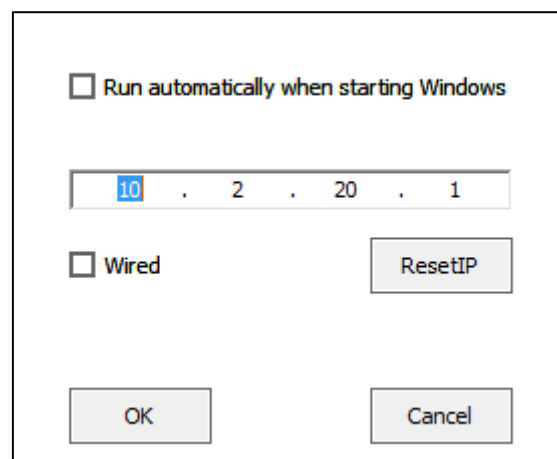 Run automatically when starting Windows
10 . 2 . 20 . 1
Wired
ResetIP
OK
Cancel